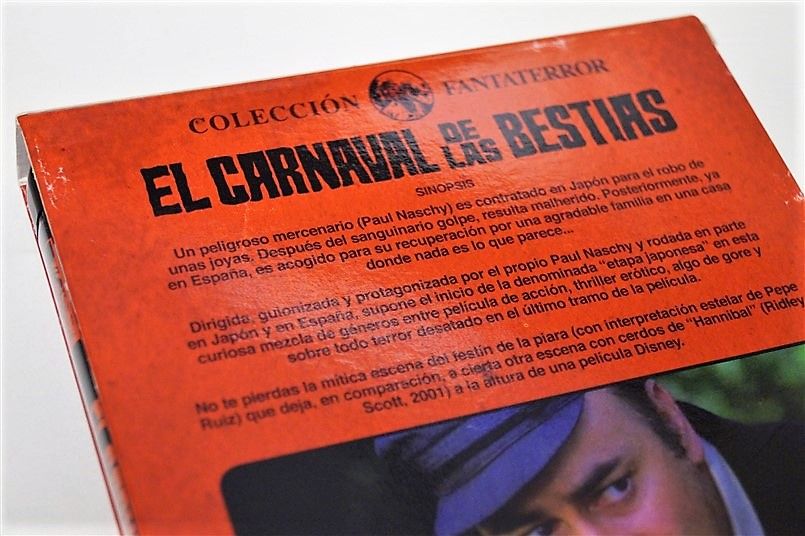 COLECCIÓN FANTATERROR
EL CARNAVAL DE LAS BESTIAS
SINOPSIS
Un peligroso mercenario (Paul Naschy) es contratado en Japón para el robo de
unas joyas. Después del sanguinario golpe, resulta malherido. Posteriormente, ya
en España, es acogido para su recuperación por una agradable familia en una casa
donde nada es lo que parece...
Dirigida, guionizada y protagonizada por el propio Paul Naschy y rodada en parte
en Japón y en España, supone el inicio de la denominada "etapa japonesa" en esta
curiosa mezcla de géneros entre película de acción, thriller erótico, algo de gore y
sobre todo terror desatado en el último tramo de la película.
No te pierdas la mítica escena del festín de la piara (con interpretación estelar de Pepe
Ruiz) que deja, en comparación, a cierta otra escena con cerdos de "Hannibal" (Ridley
Scott, 2001) a la altura de una película Disney.